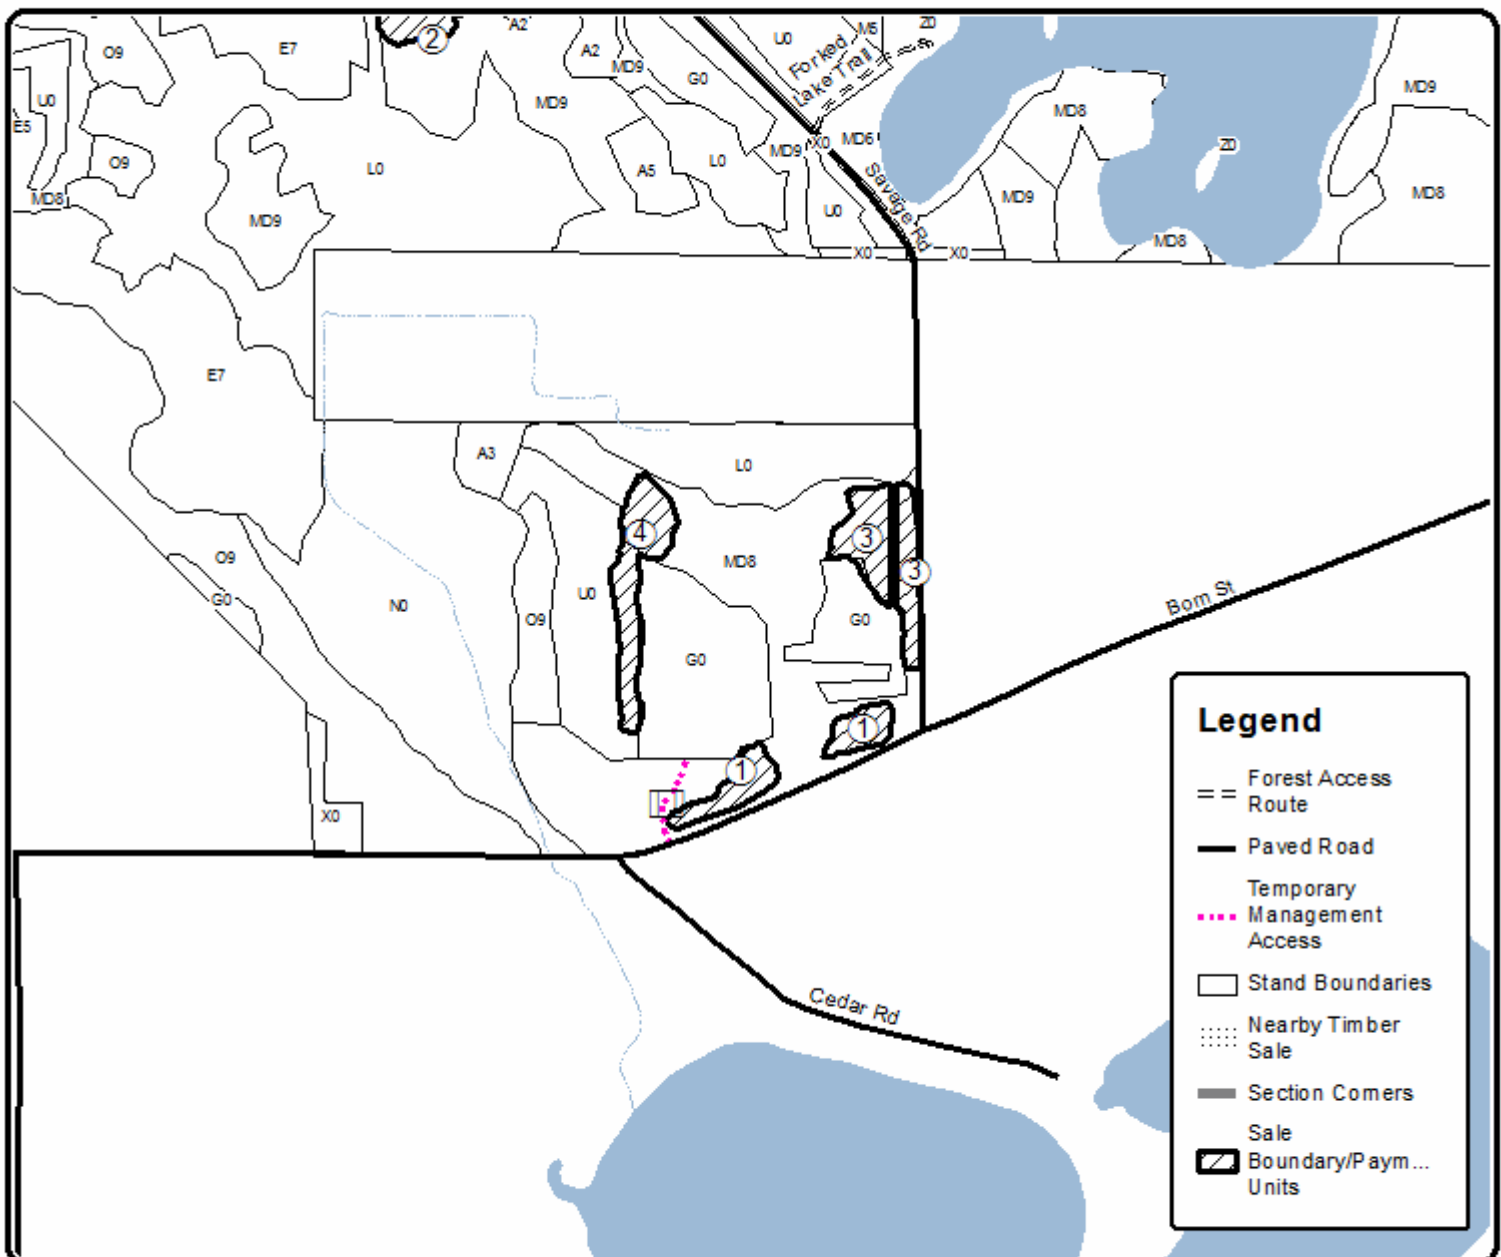 A2
Z0
M5
2
U0
O9
E7
A2
MD9
Forked
Lake Trail
G0
MD9
U0
MD9
MD8
E5
X0
MD6
Z0
O9
L0
A5
L0
MD9
MD8
MD9
MD8
MD9
U0
Savage Rd
MD8
X0
X0
E7
A3
L0
4
3
MD8
3
O9
G0
N0
U0
O9
G0
G0
Born St
1
1
X0
Cedar Rd
Legend
Forest Access
Route
Paved Road
Temporary
Management
Access
Stand Boundaries
Nearby Timber
Sale
Section Corners
Sale
Boundary/Paym...
Units